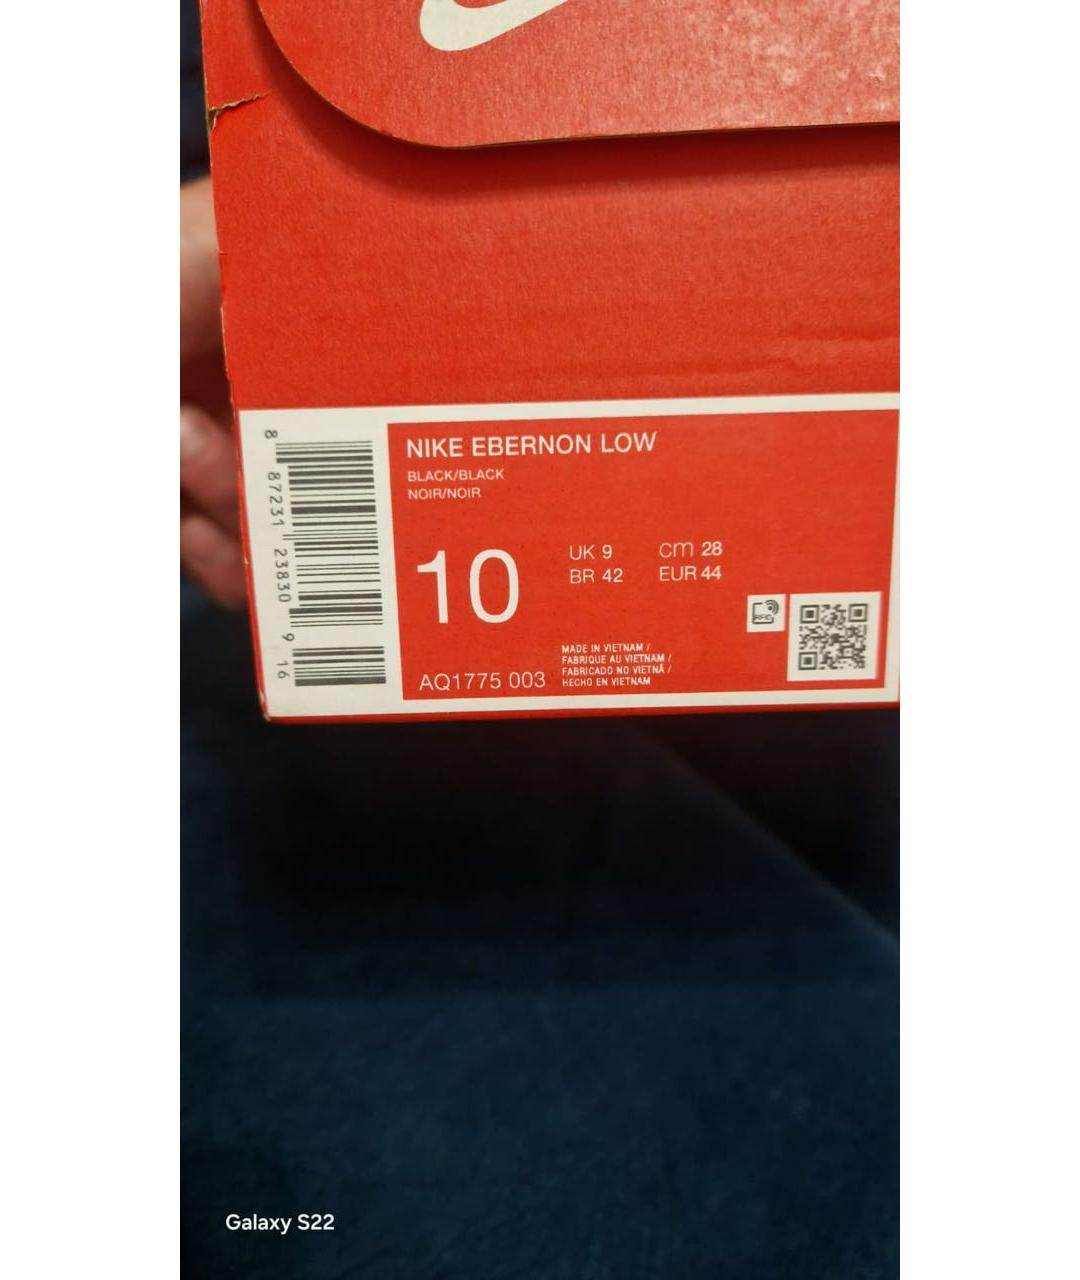 NIKE EBERNON LOW
BLACK/BLACK
NOIR/NOIR
10
UK 9 cm 28
BR 42 EUR 44
RFID
AQ1775 003
MADE IN VIETNAM /
FABRIQUE AU VIETNAM /
FABRICADO NO VIETNÃ /
HECHO EN VIETNAM
8 87231 23830 9 16
Galaxy S22